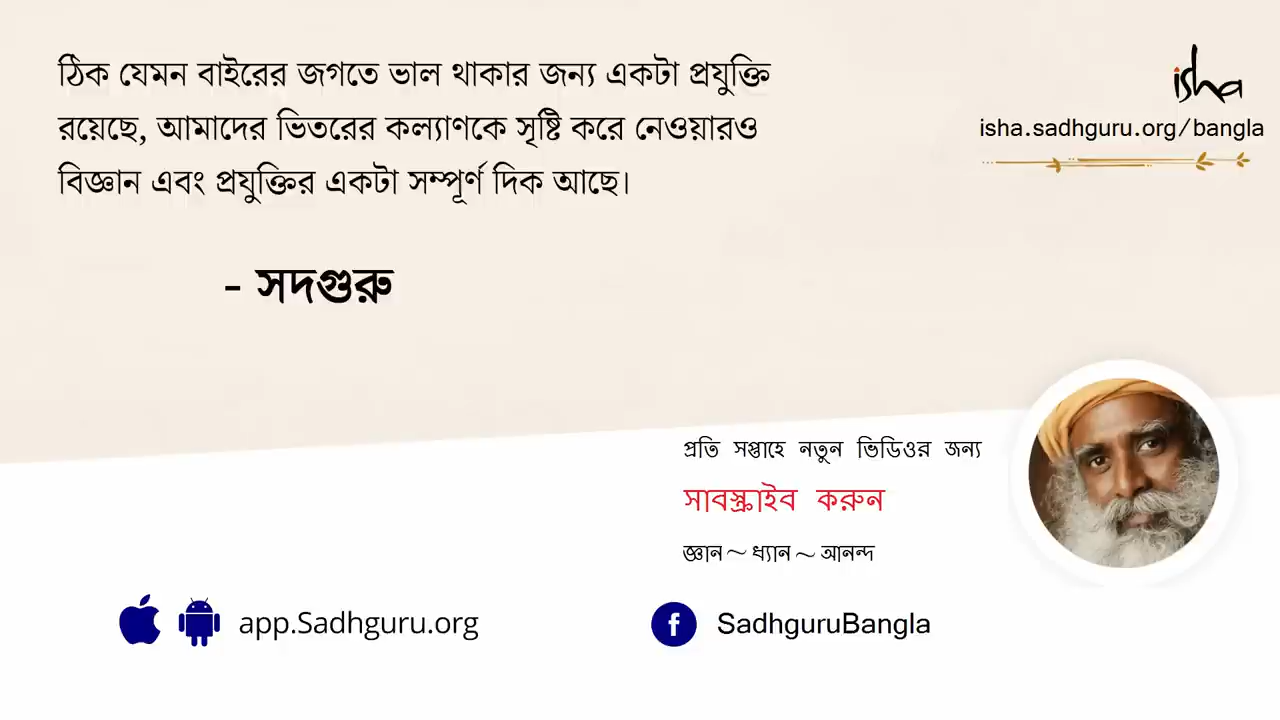 ঠিক যেমন বাইরের জগতে ভাল থাকার জন্য একটা প্রযুক্তি
রয়েছে, আমাদের ভিতরের কল্যাণকে সৃষ্টি করে নেওয়ারও
বিজ্ঞান এবং প্রযুক্তির একটা সম্পূর্ণ দিক আছে।
- সদগুরু
isha
isha.sadhguru.org/bangla
প্রতি সপ্তাহে নতুন ভিডিওর জন্য
সাবস্ক্রাইব করুন
জ্ঞান ~ ধ্যান ~ আনন্দ
app.Sadhguru.org
f SadhguruBangla